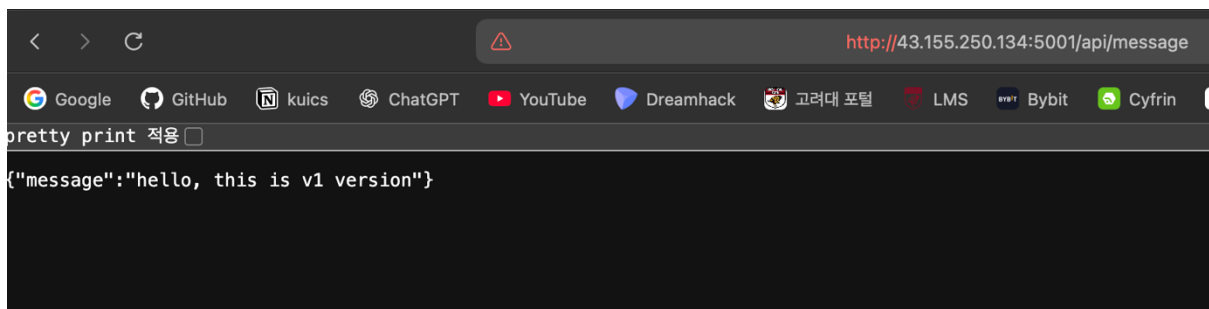 http://43.155.250.134:5001/api/message
Google GitHub kuics ChatGPT YouTube Dreamhack 고려대 포털 LMS BYBIT Bybit Cyfrin
pretty print 적용
{"message":"hello, this is v1 version"}